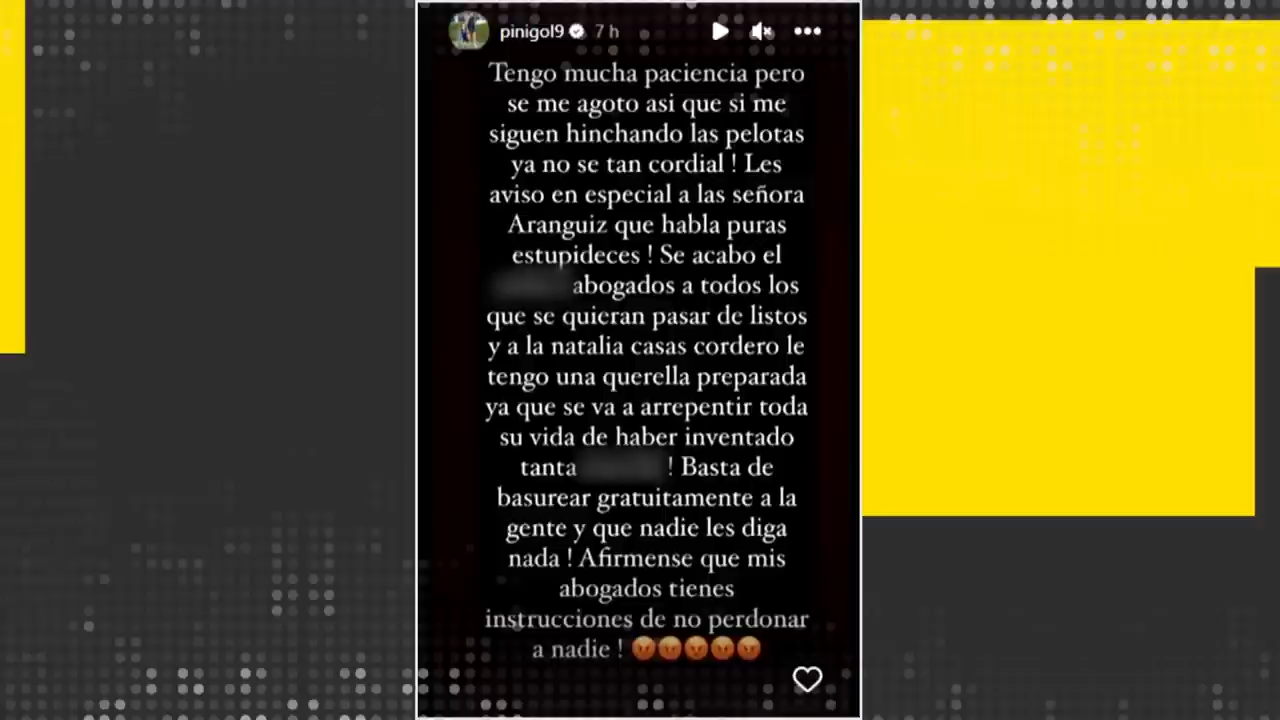 pinigol9 7 h
Tengo mucha paciencia pero
se me agoto asi que si me
siguen hinchando las pelotas
ya no se tan cordial ! Les
aviso en especial a las señora
Aranguiz que habla puras
estupideces ! Se acabo el
abogados a todos los
que se quieran pasar de listos
y a la natalia casas cordero le
tengo una querella preparada
ya que se va a arrepentir toda
su vida de haber inventado
tanta ! Basta de
basurear gratuitamente a la
gente y que nadie les diga
nada ! Afirmense que mis
abogados tienes
instrucciones de no perdonar
a nadie ! 😡😡😡😡😡